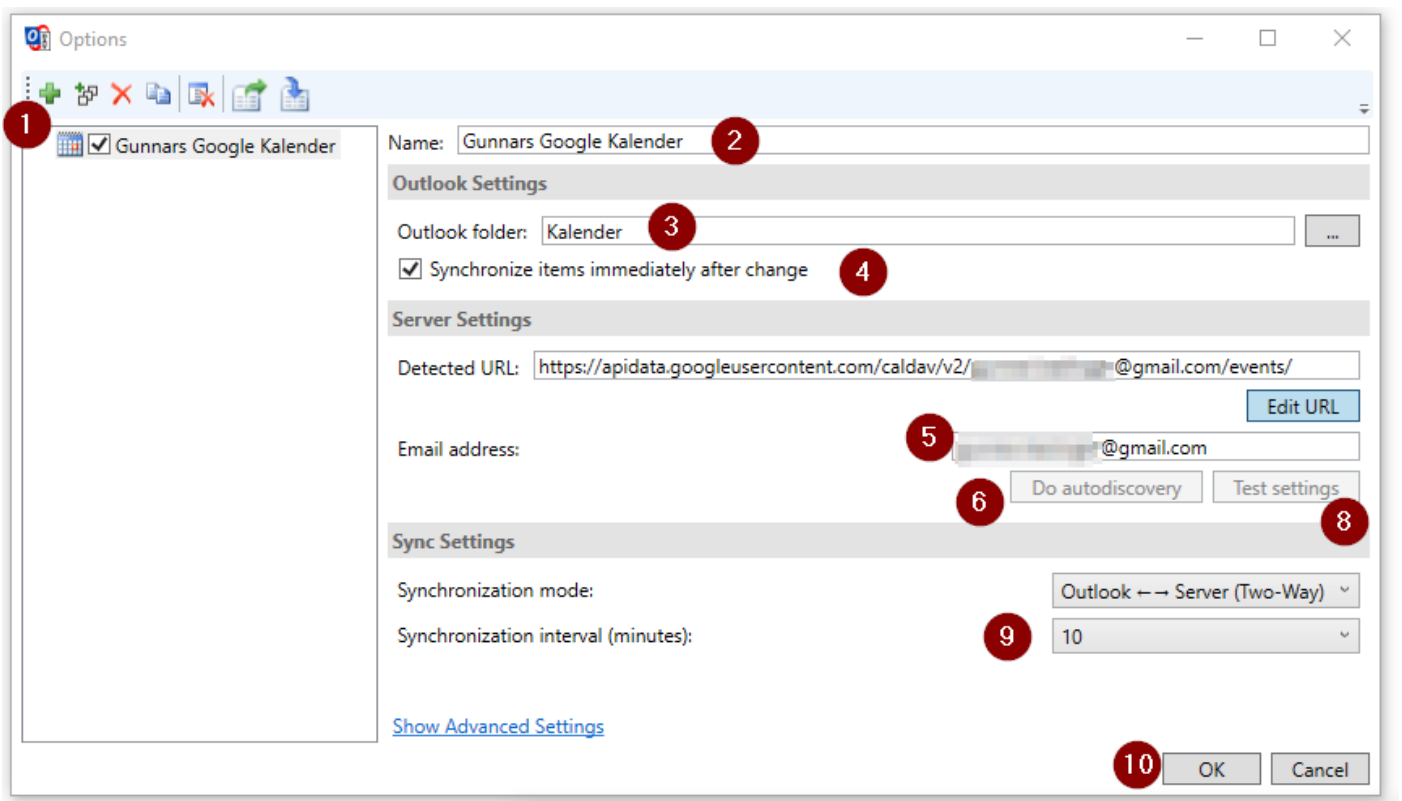 Options
1
Gunnars Google Kalender
Name: Gunnars Google Kalender 2
Outlook Settings
Outlook folder: Kalender 3 ...
Synchronize items immediately after change 4
Server Settings
Detected URL: https://apidata.googleusercontent.com/caldav/v2/ @gmail.com/events/
Edit URL
Email address: 5 @gmail.com
6 Do autodiscovery Test settings
8
Sync Settings
Synchronization mode: Outlook ←→ Server (Two-Way)
Synchronization interval (minutes): 9 10
Show Advanced Settings
10 OK Cancel